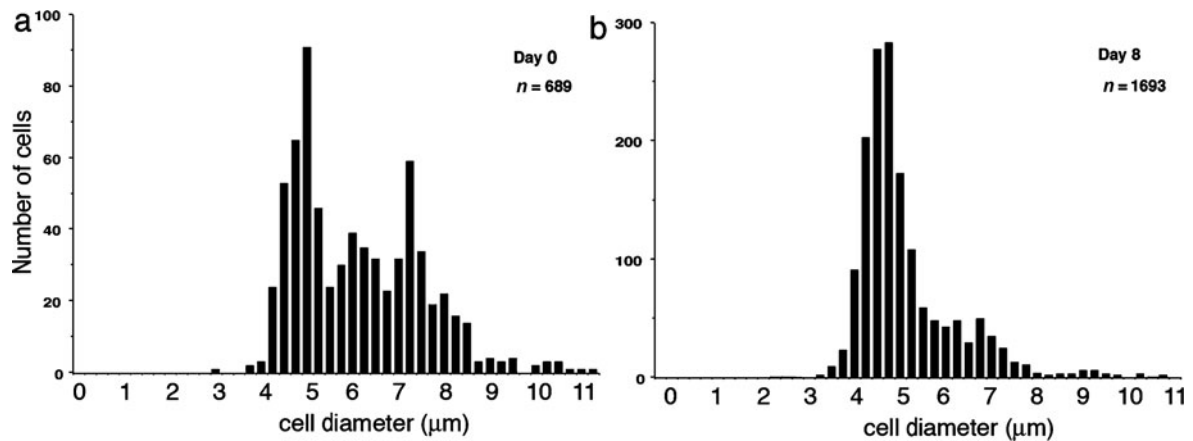 a
Day 0
n = 689
Number of cells
100
80
60
40
20
0
0 1 2 3 4 5 6 7 8 9 10 11
cell diameter (μm)
b
Day 8
n = 1693
300
200
100
0
0 1 2 3 4 5 6 7 8 9 10 11
cell diameter (μm)